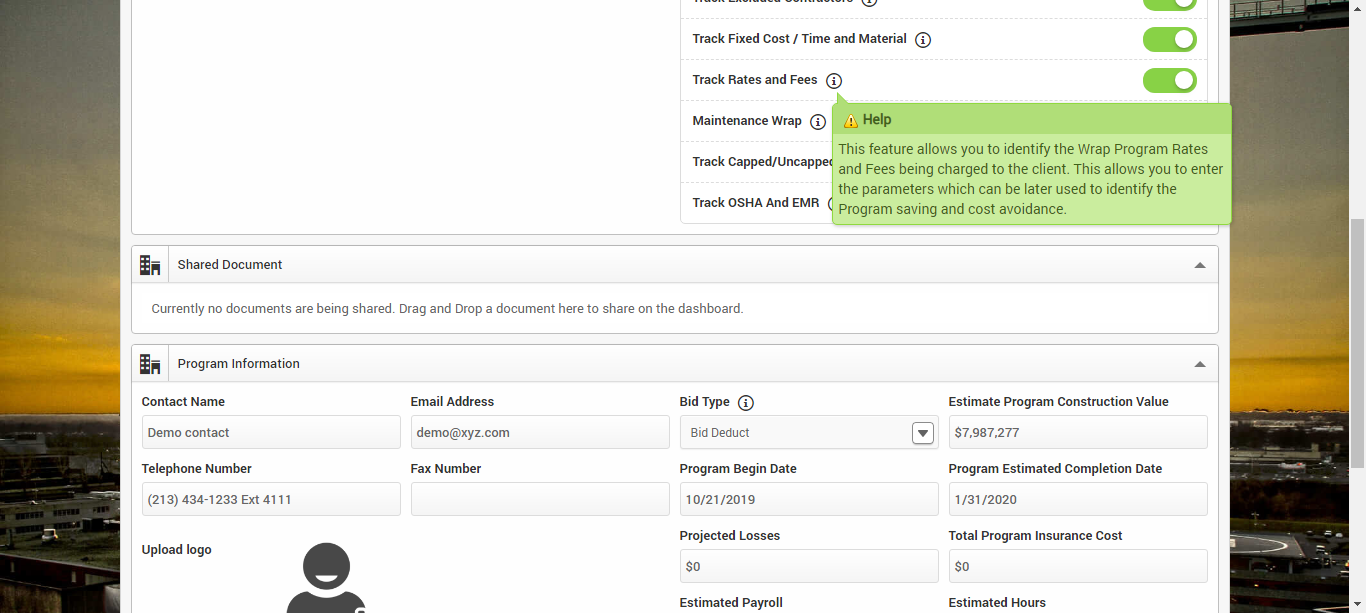 Track Excluded Contractors
Track Fixed Cost / Time and Material
Track Rates and Fees
Help
This feature allows you to identify the Wrap Program Rates
and Fees being charged to the client. This allows you to enter
the parameters which can be later used to identify the
Program saving and cost avoidance.
Maintenance Wrap
Track Capped/Uncapped
Track OSHA And EMR
Shared Document
Currently no documents are being shared. Drag and Drop a document here to share on the dashboard.
Program Information
Contact Name
Email Address
Bid Type
Estimate Program Construction Value
Demo contact
demo@xyz.com
Bid Deduct
$7,987,277
Telephone Number
Fax Number
Program Begin Date
Program Estimated Completion Date
(213) 434-1233 Ext 4111
10/21/2019
1/31/2020
Upload logo
Projected Losses
Total Program Insurance Cost
$0
$0
Estimated Payroll
Estimated Hours